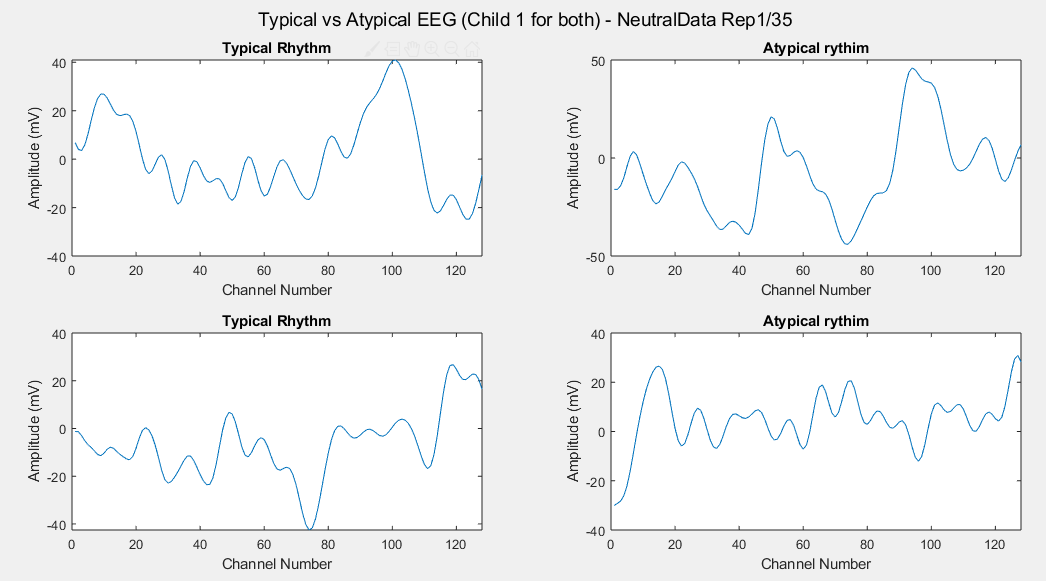 Typical vs Atypical EEG (Child 1 for both) - NeutralData Rep1/35
Typical Rhythm
40
20
0
-20
-40
Amplitude (mV)
0 20 40 60 80 100 120
Channel Number
Atypical rythim
50
0
-50
Amplitude (mV)
0 20 40 60 80 100 120
Channel Number
Typical Rhythm
40
20
0
-20
-40
Amplitude (mV)
0 20 40 60 80 100 120
Channel Number
Atypical rythim
40
20
0
-20
-40
Amplitude (mV)
0 20 40 60 80 100 120
Channel Number